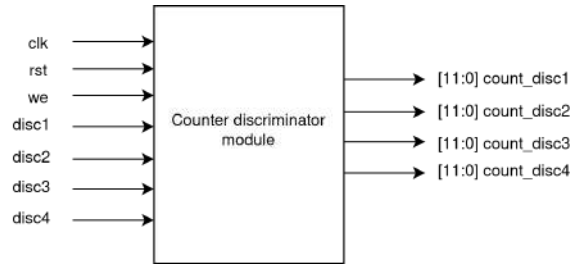 clk
rst
we
disc1
disc2
disc3
disc4
Counter discriminator
module
[11:0] count_disc1
[11:0] count_disc2
[11:0] count_disc3
[11:0] count_disc4